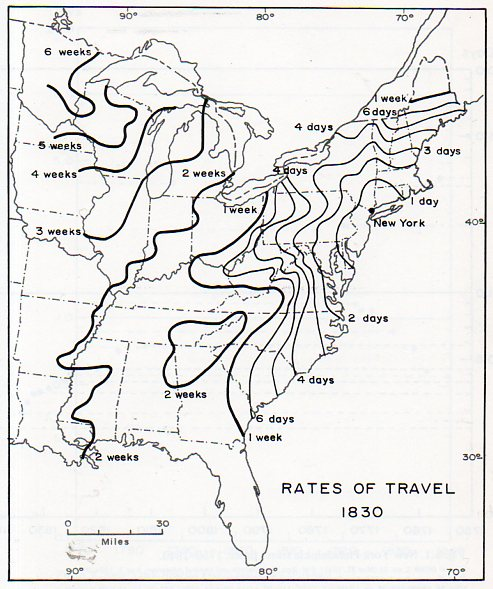 90°
80°
70°
6 weeks
1 week
6 days
5 weeks
4 days
4 days
3 days
4 weeks
2 weeks
1 week
1 day
New York
40°
3 weeks
2 days
4 days
2 weeks
6 days
1 week
2 weeks
30°
RATES OF TRAVEL
1830
0 30
Miles
90°
80°
70°